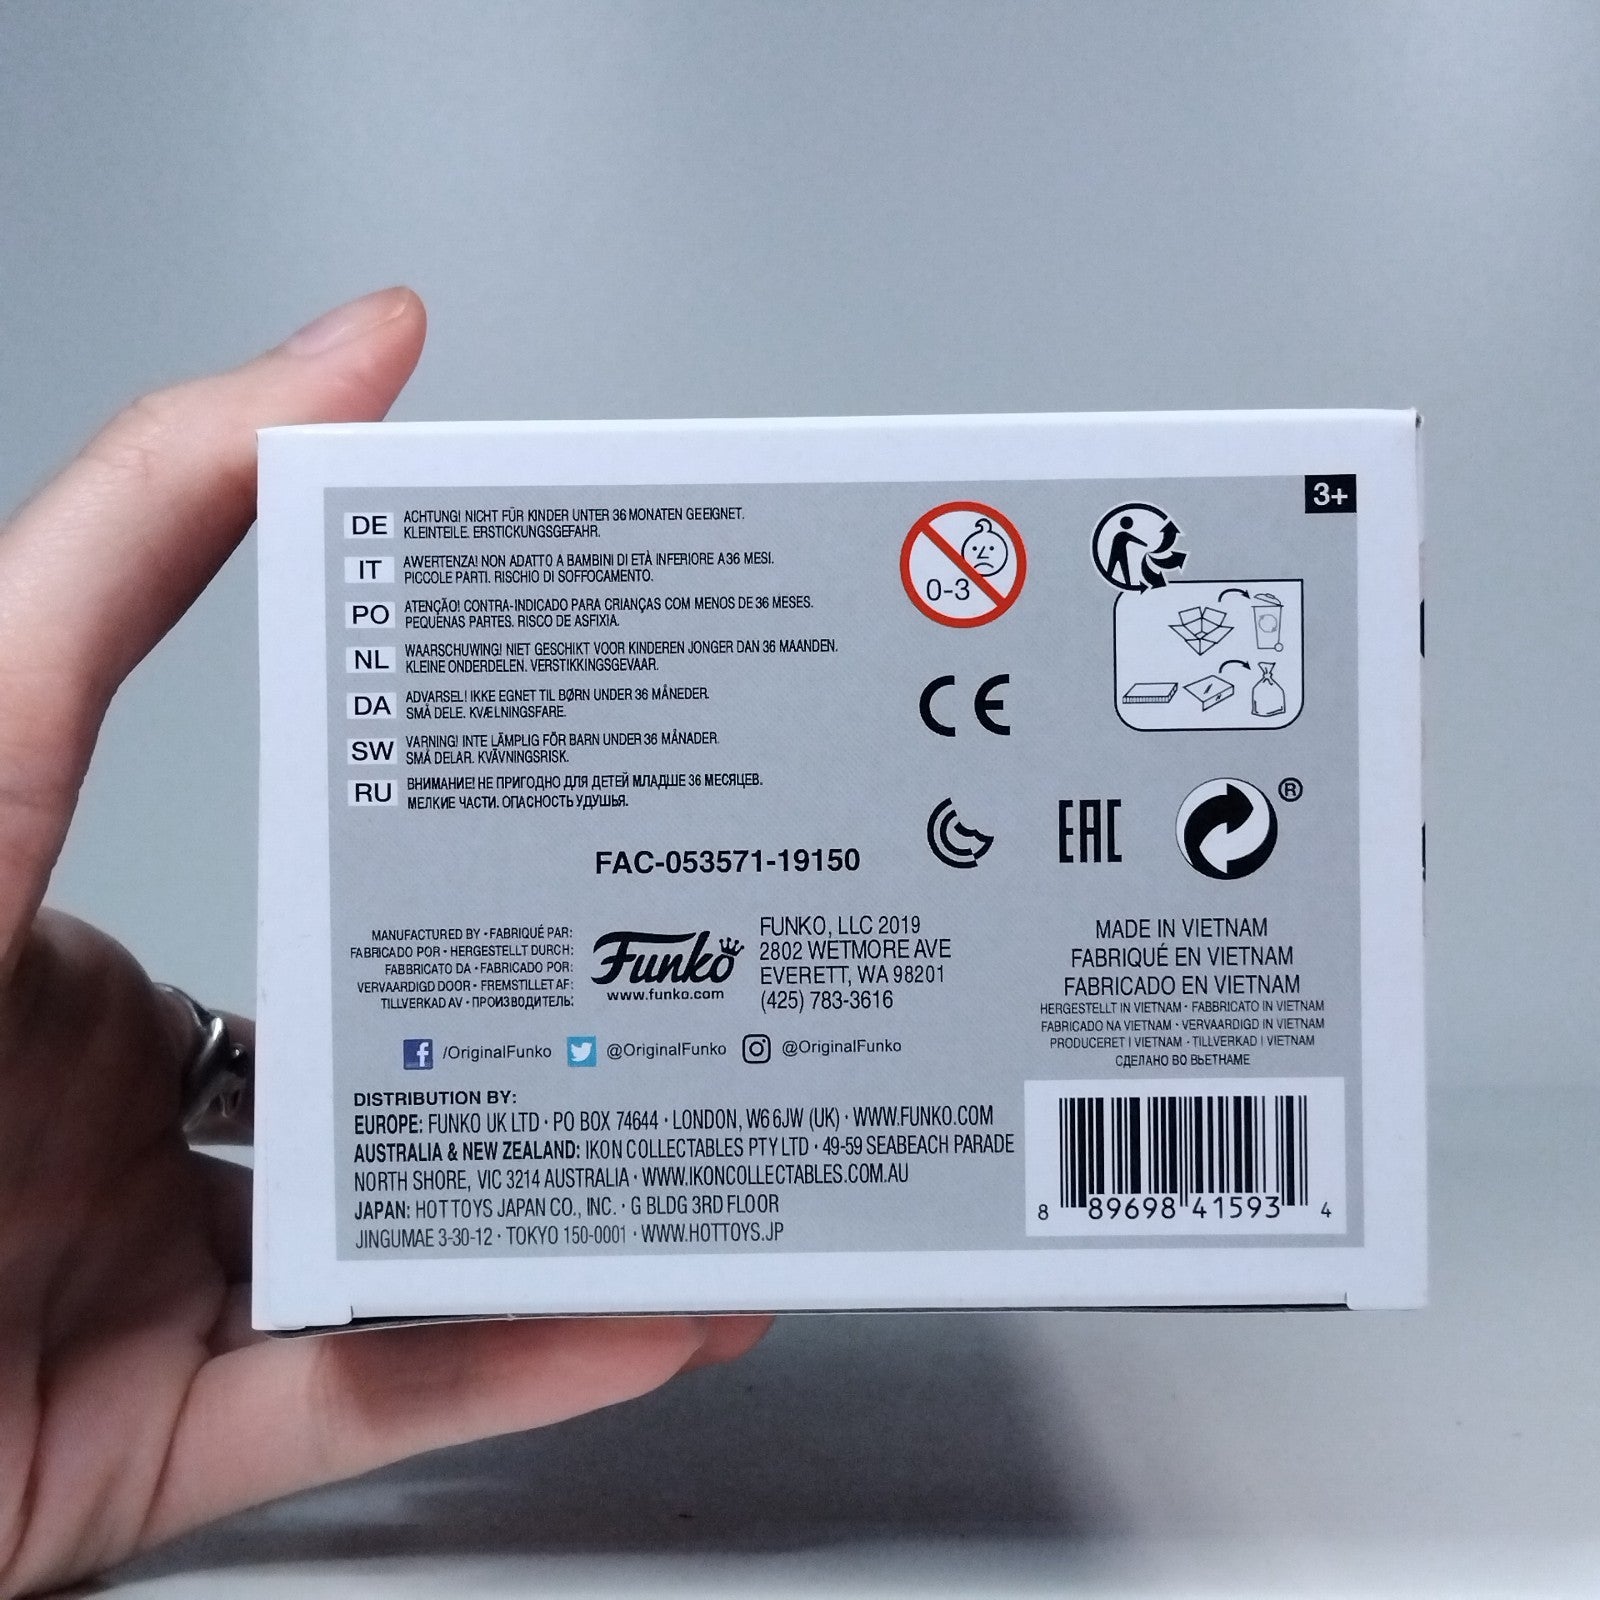 3+
DE ACHTUNG! NICHT FÜR KINDER UNTER 36 MONATEN GEEIGNET.
KLEINTEILE. ERSTICKUNGSGEFAHR.
IT AWERTENZA! NON ADATTO A BAMBINI DI ETÀ INFERIORE A 36 MESI.
PICCOLE PARTI. RISCHIO DI SOFFOCAMENTO.
PO ATENÇÃO! CONTRA-INDICADO PARA CRIANÇAS COM MENOS DE 36 MESES.
PEQUENAS PARTES. RISCO DE ASFIXIA.
NL WAARSCHUWING! NIET GESCHIKT VOOR KINDEREN JONGER DAN 36 MAANDEN.
KLEINE ONDERDELEN. VERSTIKKINGSGEVAAR.
DA ADVARSEL! IKKE EGNET TIL BØRN UNDER 36 MÅNEDER.
SMÅ DELE. KVÆLNINGSFARE.
SW VARNING! INTE LÄMPLIG FÖR BARN UNDER 36 MÅNADER.
SMÅ DELAR. KVÄVNINGSRISK.
RU ВНИМАНИЕ! НЕ ПРИГОДНО ДЛЯ ДЕТЕЙ МЛАДШЕ 36 МЕСЯЦЕВ.
МЕЛКИЕ ЧАСТИ. ОПАСНОСТЬ УДУШЬЯ.
0-3
CE
EAC
®
FAC-053571-19150
MANUFACTURED BY · FABRIQUÉ PAR:
FABRICADO POR · HERGESTELLT DURCH:
FABBRICATO DA · FABRICADO POR:
VERVAARDIGD DOOR · FREMSTILLET AF:
TILLVERKAD AV · ПРОИЗВОДИТЕЛЬ:
Funko
www.funko.com
FUNKO, LLC 2019
2802 WETMORE AVE
EVERETT, WA 98201
(425) 783-3616
MADE IN VIETNAM
FABRIQUÉ EN VIETNAM
FABRICADO EN VIETNAM
HERGESTELLT IN VIETNAM · FABBRICATO IN VIETNAM
FABRICADO NA VIETNAM · VERVAARDIGD IN VIETNAM
PRODUCERET I VIETNAM · TILLVERKAD I VIETNAM
СДЕЛАНО ВО ВЬЕТНАМЕ
/OriginalFunko @OriginalFunko @OriginalFunko
DISTRIBUTION BY:
EUROPE: FUNKO UK LTD · PO BOX 74644 · LONDON, W6 6JW (UK) · WWW.FUNKO.COM
AUSTRALIA & NEW ZEALAND: IKON COLLECTABLES PTY LTD · 49-59 SEABEACH PARADE
NORTH SHORE, VIC 3214 AUSTRALIA · WWW.IKONCOLLECTABLES.COM.AU
JAPAN: HOT TOYS JAPAN CO., INC. · G BLDG 3RD FLOOR
JINGUMAE 3-30-12 · TOKYO 150-0001 · WWW.HOTTOYS.JP
8 89698 41593 4